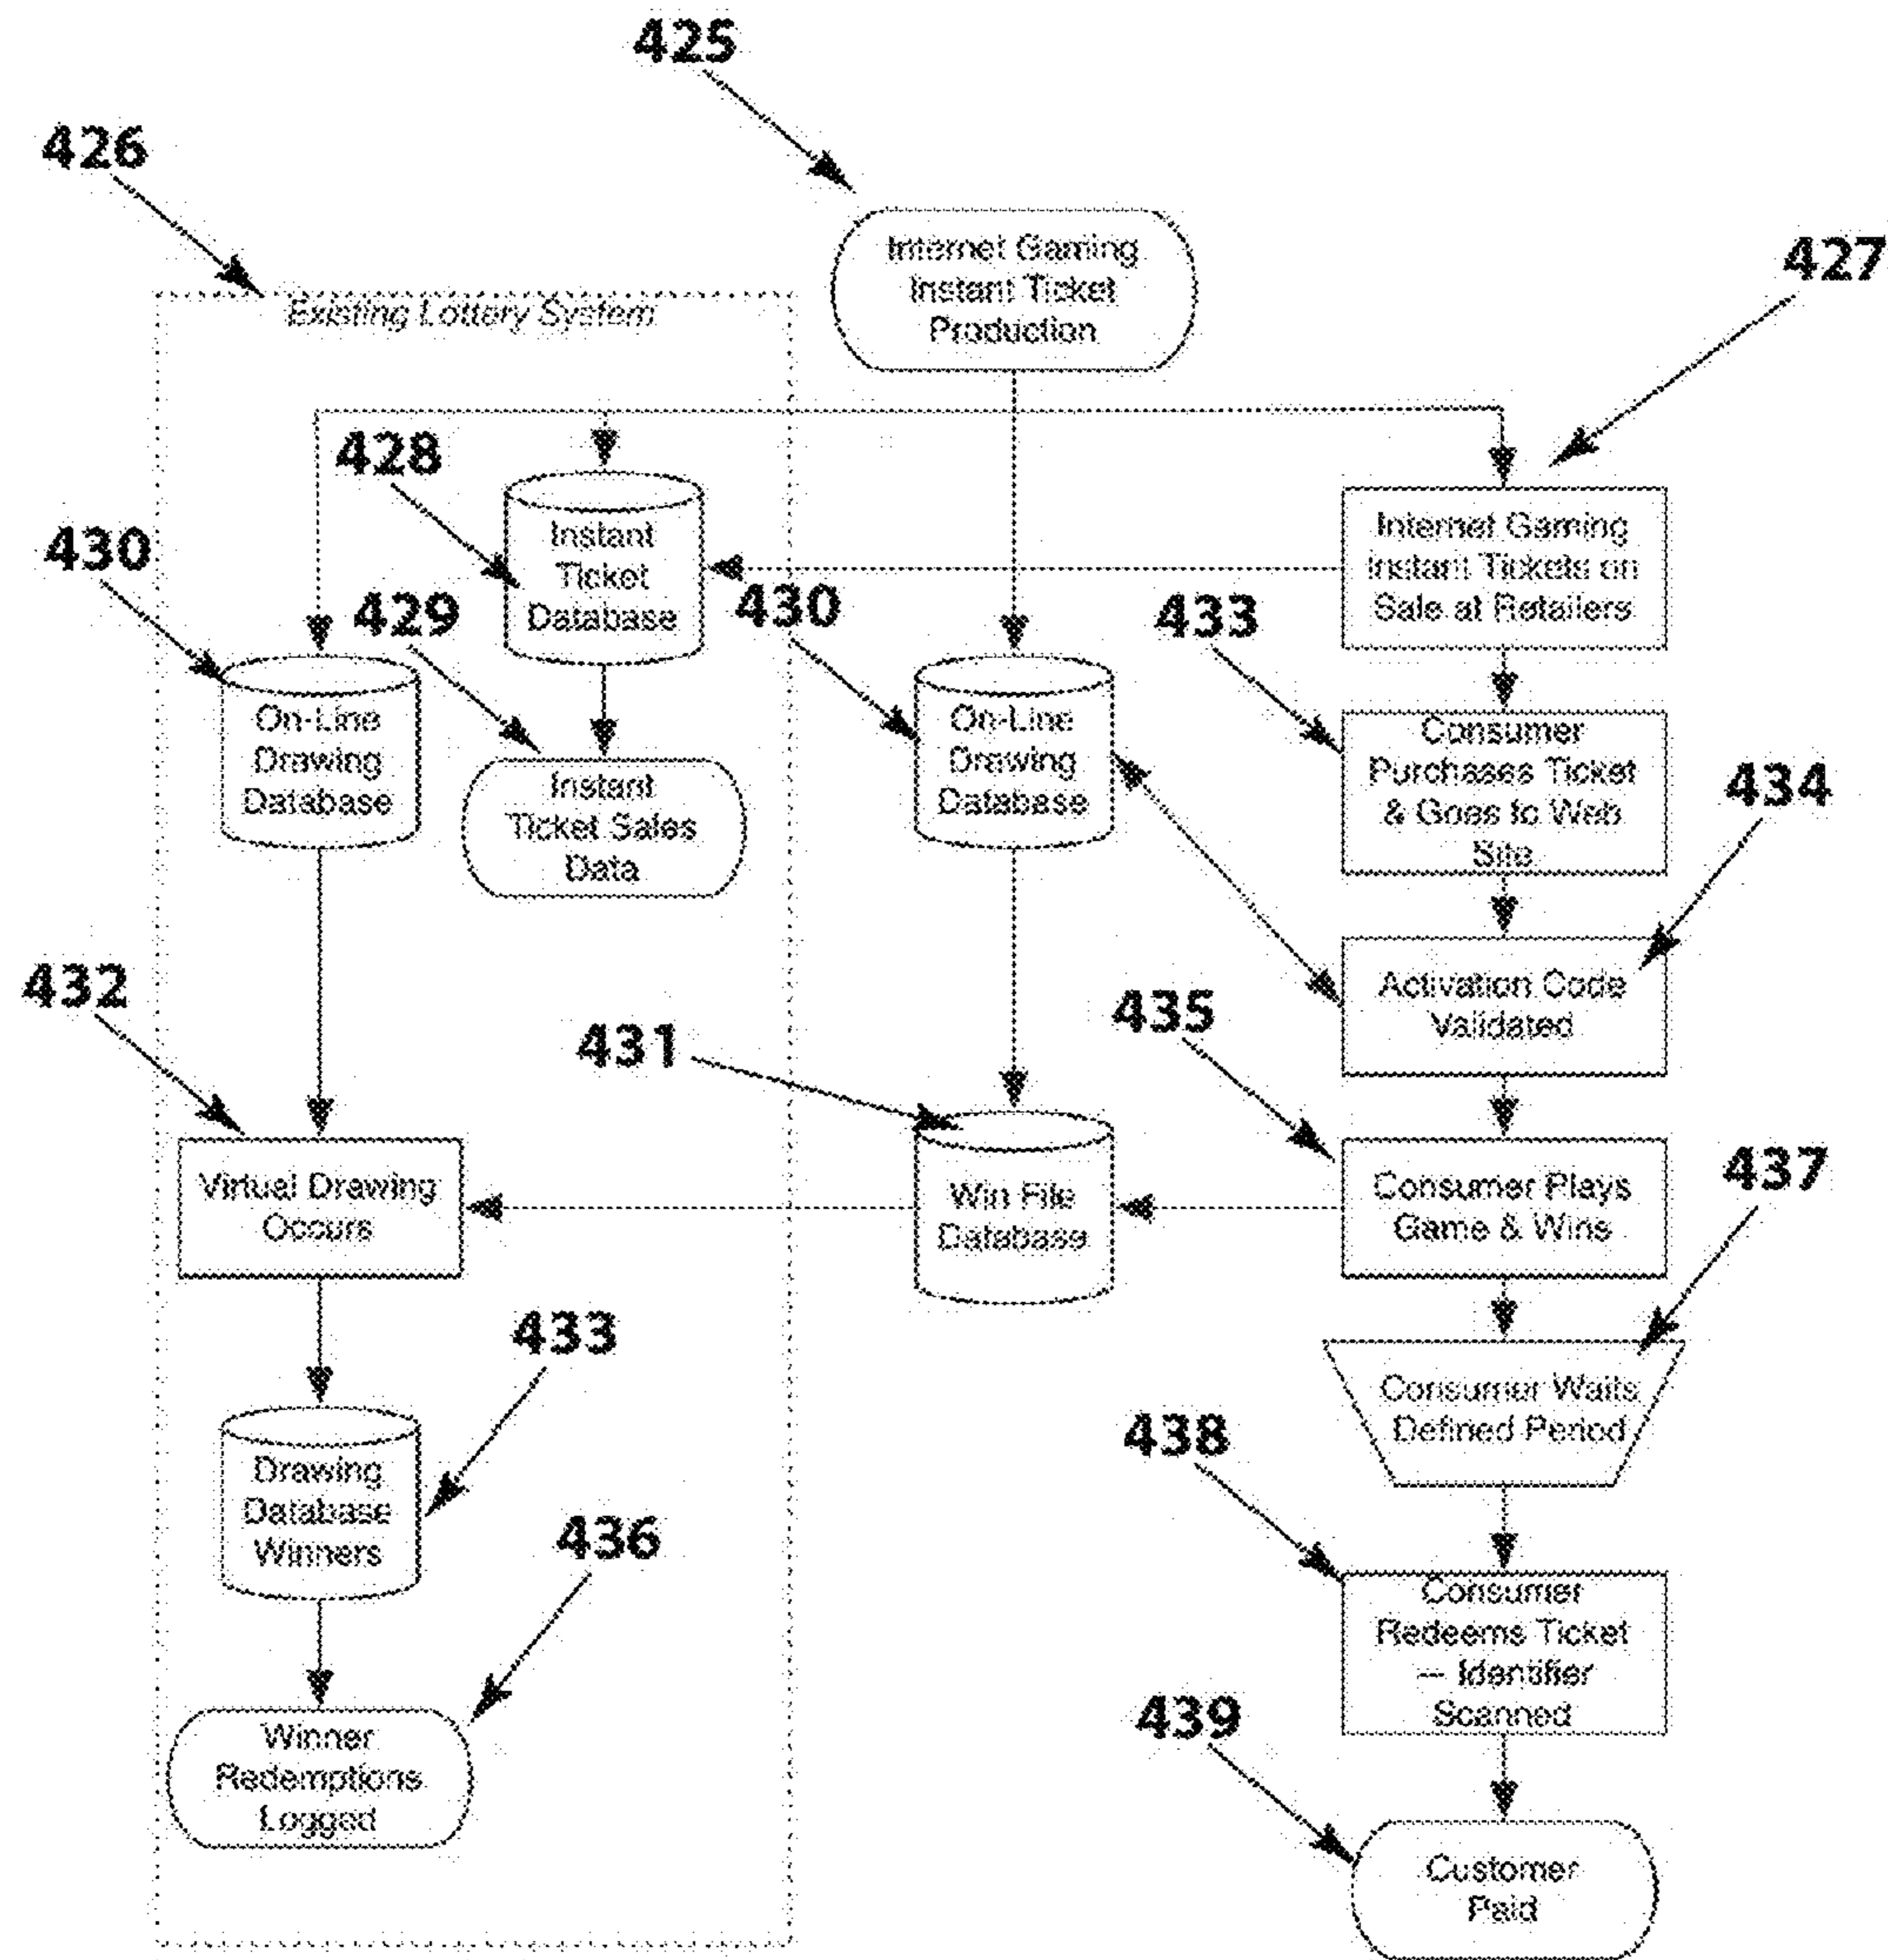 425
426
Internet Gaming
Instant Ticket
Production
427
Existing Lottery System
428
Instant
Ticket
Database
Internet Gaming
Instant Tickets on
Sale at Retailers
430
429
430
433
On-Line
Drawing
Database
Instant
Ticket Sales
Data
On-Line
Drawing
Database
Consumer
Purchases Ticket
& Goes to Web
Site
434
432
431
435
Activation Code
Validated
Virtual Drawing
Occurs
Win File
Database
Consumer Plays
Game & Wins
437
433
Consumer Waits
Defined Period
438
Drawing
Database
Winners
436
Consumer
Redeems Ticket
— Identifier
Scanned
439
Winner
Redemptions
Logged
Customer
Paid